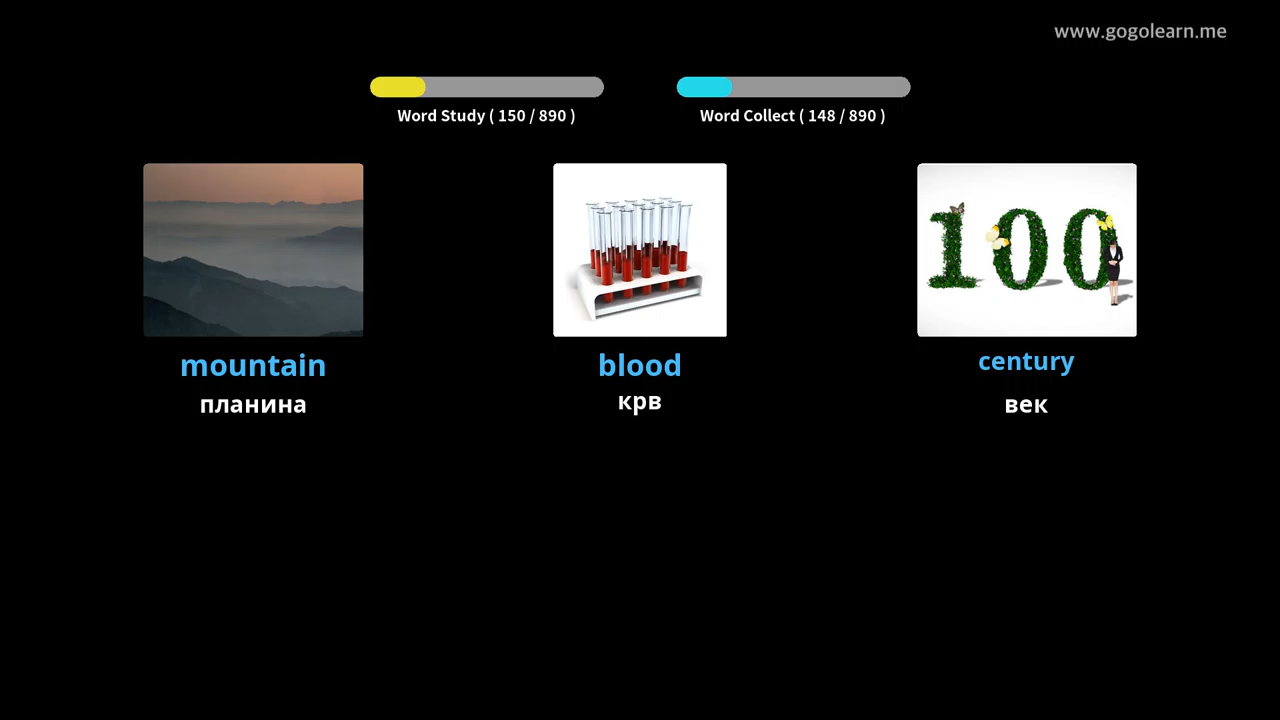 www.gogolearn.me
Word Study ( 150 / 890 )
Word Collect ( 148 / 890 )
100
mountain
blood
century
планина
крв
век